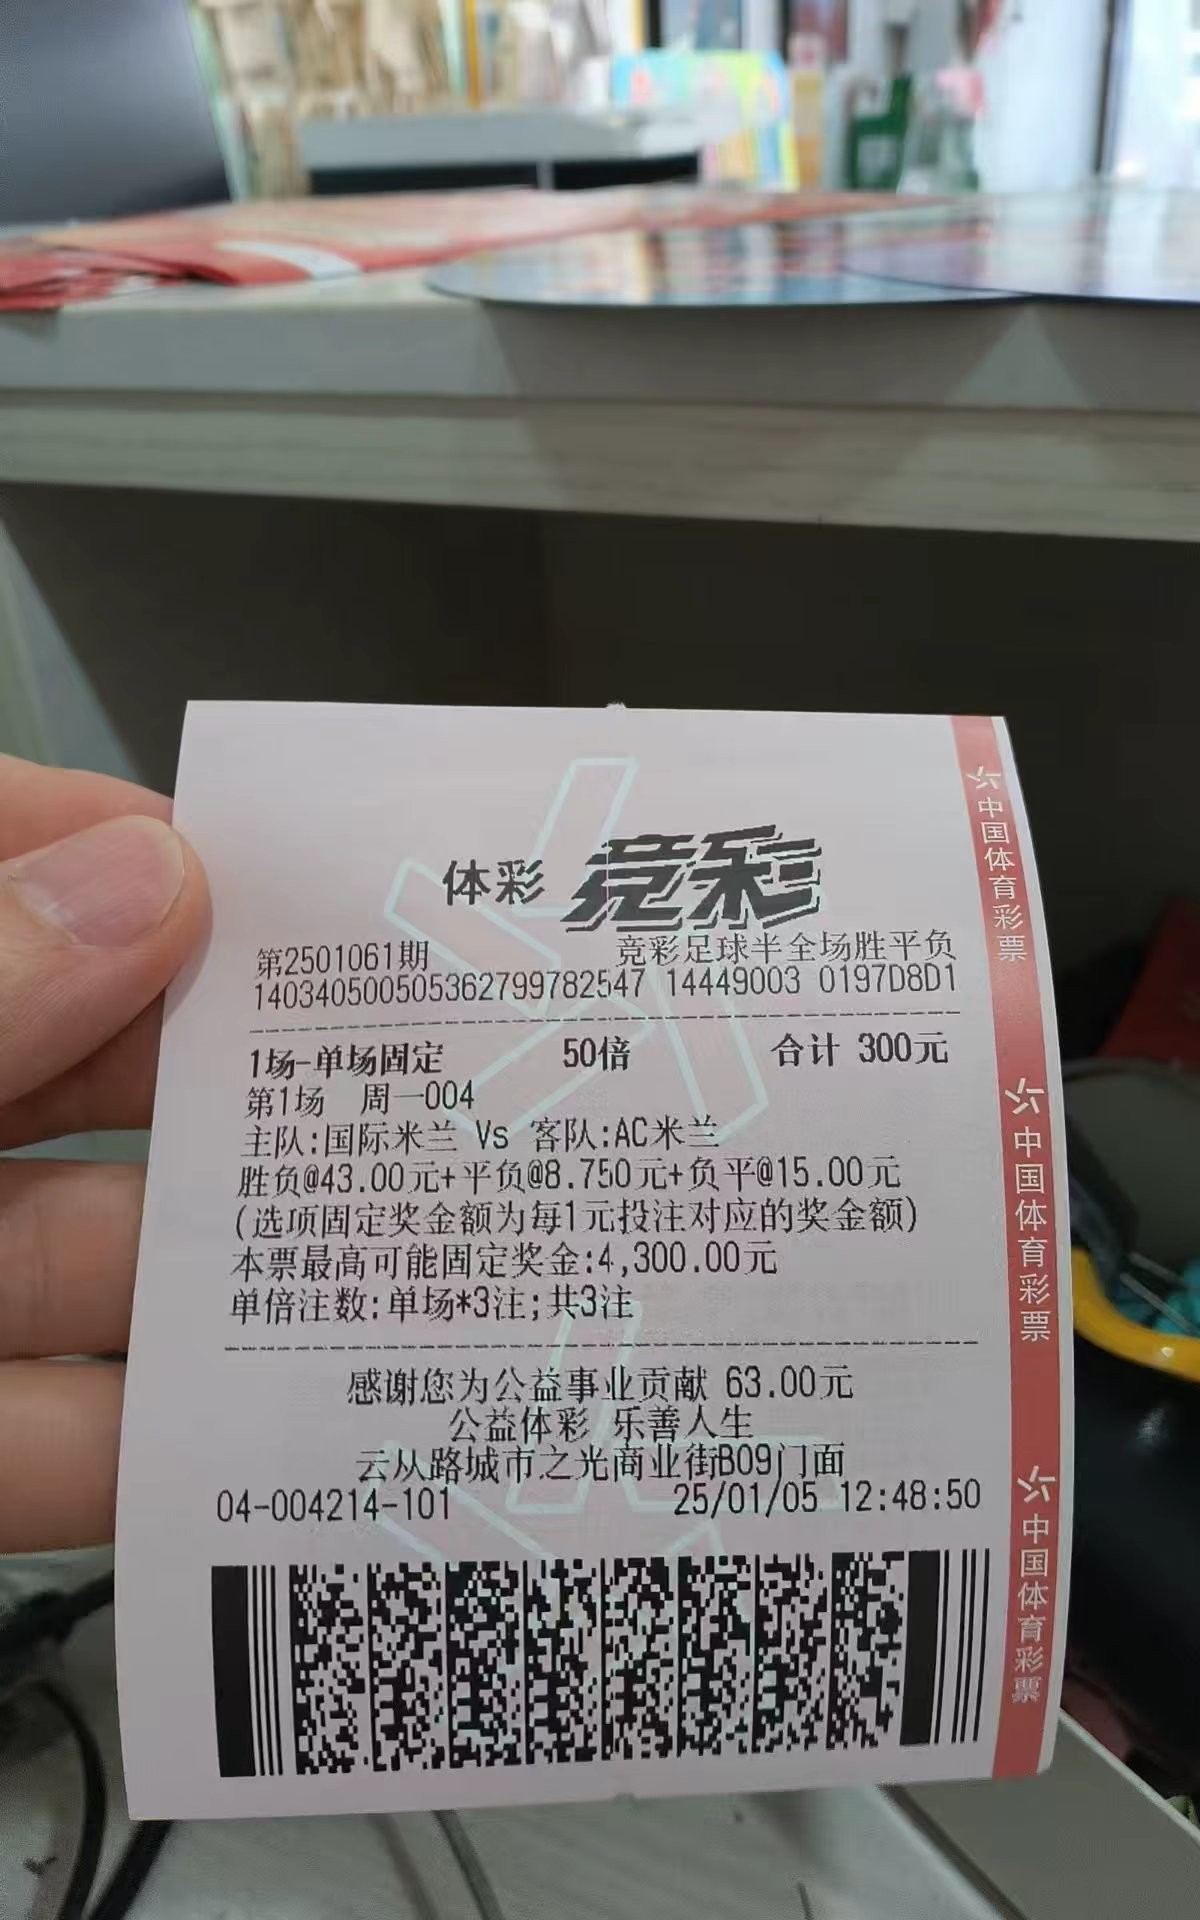 体彩 竞彩
第2501061期 竞彩足球半全场胜平负
140340500505362799782547 14449003 0197D8D1
1场-单场固定 50倍 合计 300元
第1场 周一004
主队:国际米兰 Vs 客队:AC米兰
胜负@43.00元+平负@8.750元+负平@15.00元
(选项固定奖金额为每1元投注对应的奖金额)
本票最高可能固定奖金:4,300.00元
单倍注数:单场*3注;共3注
感谢您为公益事业贡献 63.00元
公益体彩 乐善人生
云从路城市之光商业街B09门面
04-004214-101 25/01/05 12:48:50
中国体育彩票
中国体育彩票
中国体育彩票